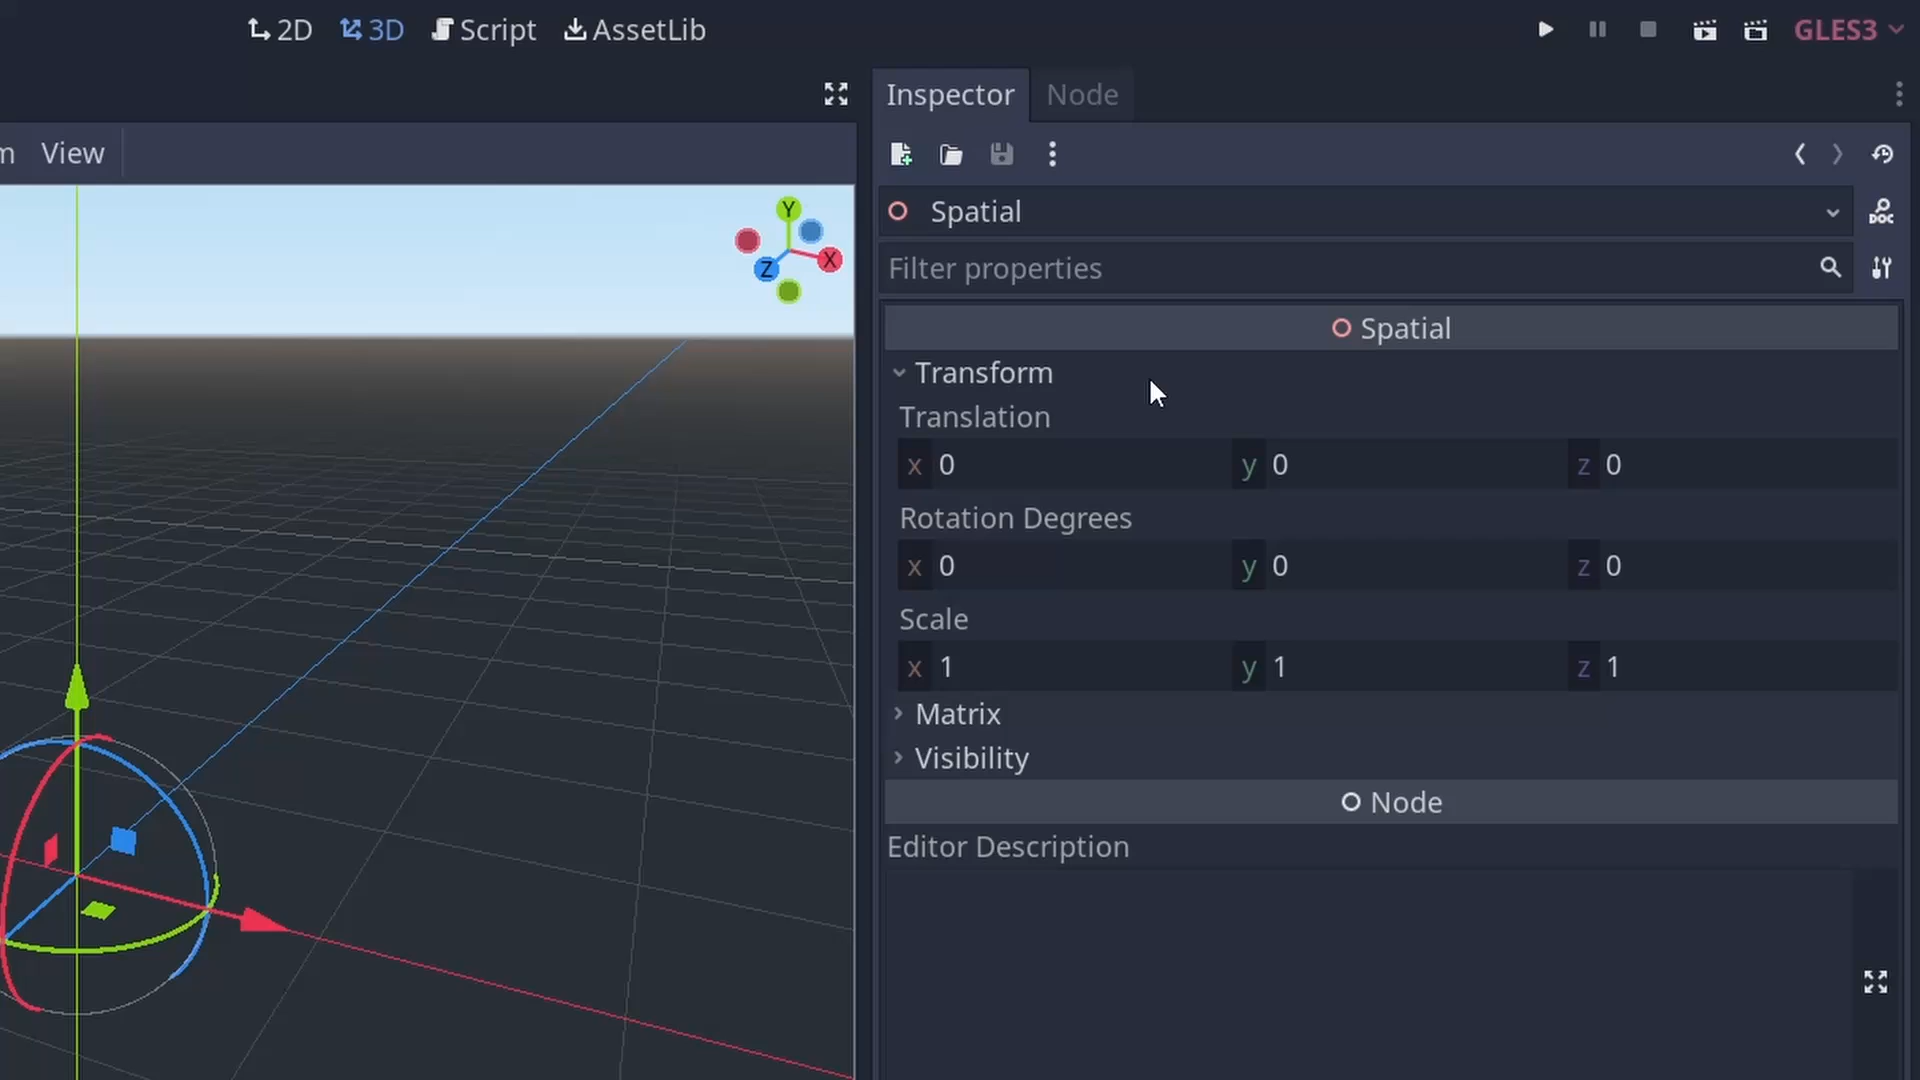 2D 3D Script AssetLib GLES3
Inspector Node
m View
Spatial
DOC
Filter properties
Y
X
Z
Spatial
Transform
Translation
x 0 y 0 z 0
Rotation Degrees
x 0 y 0 z 0
Scale
x 1 y 1 z 1
Matrix
Visibility
Node
Editor Description